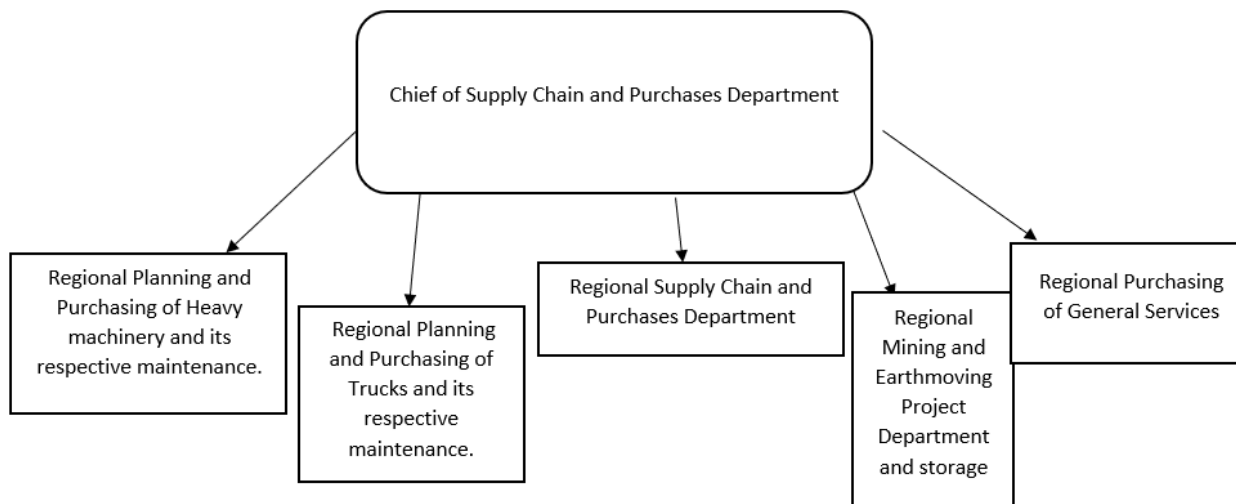 Chief of Supply Chain and Purchases Department
Regional Planning and
Purchasing of Heavy
machinery and its
respective maintenance.
Regional Planning
and Purchasing of
Trucks and its
respective
maintenance.
Regional Supply Chain and
Purchases Department
Regional
Mining and
Earthmoving
Project
Department
and storage
Regional Purchasing
of General Services